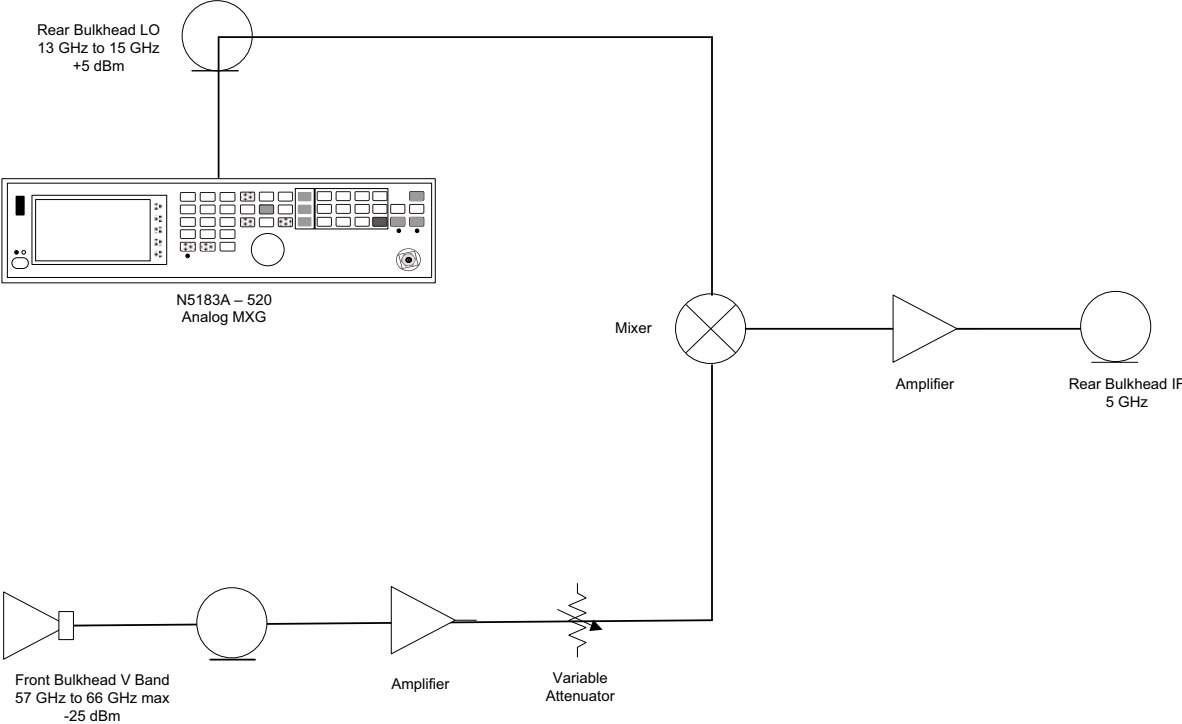 Rear Bulkhead LO
13 GHz to 15 GHz
+5 dBm
N5183A – 520
Analog MXG
Mixer
Amplifier
Rear Bulkhead IF
5 GHz
Front Bulkhead V Band
57 GHz to 66 GHz max
-25 dBm
Amplifier
Variable
Attenuator